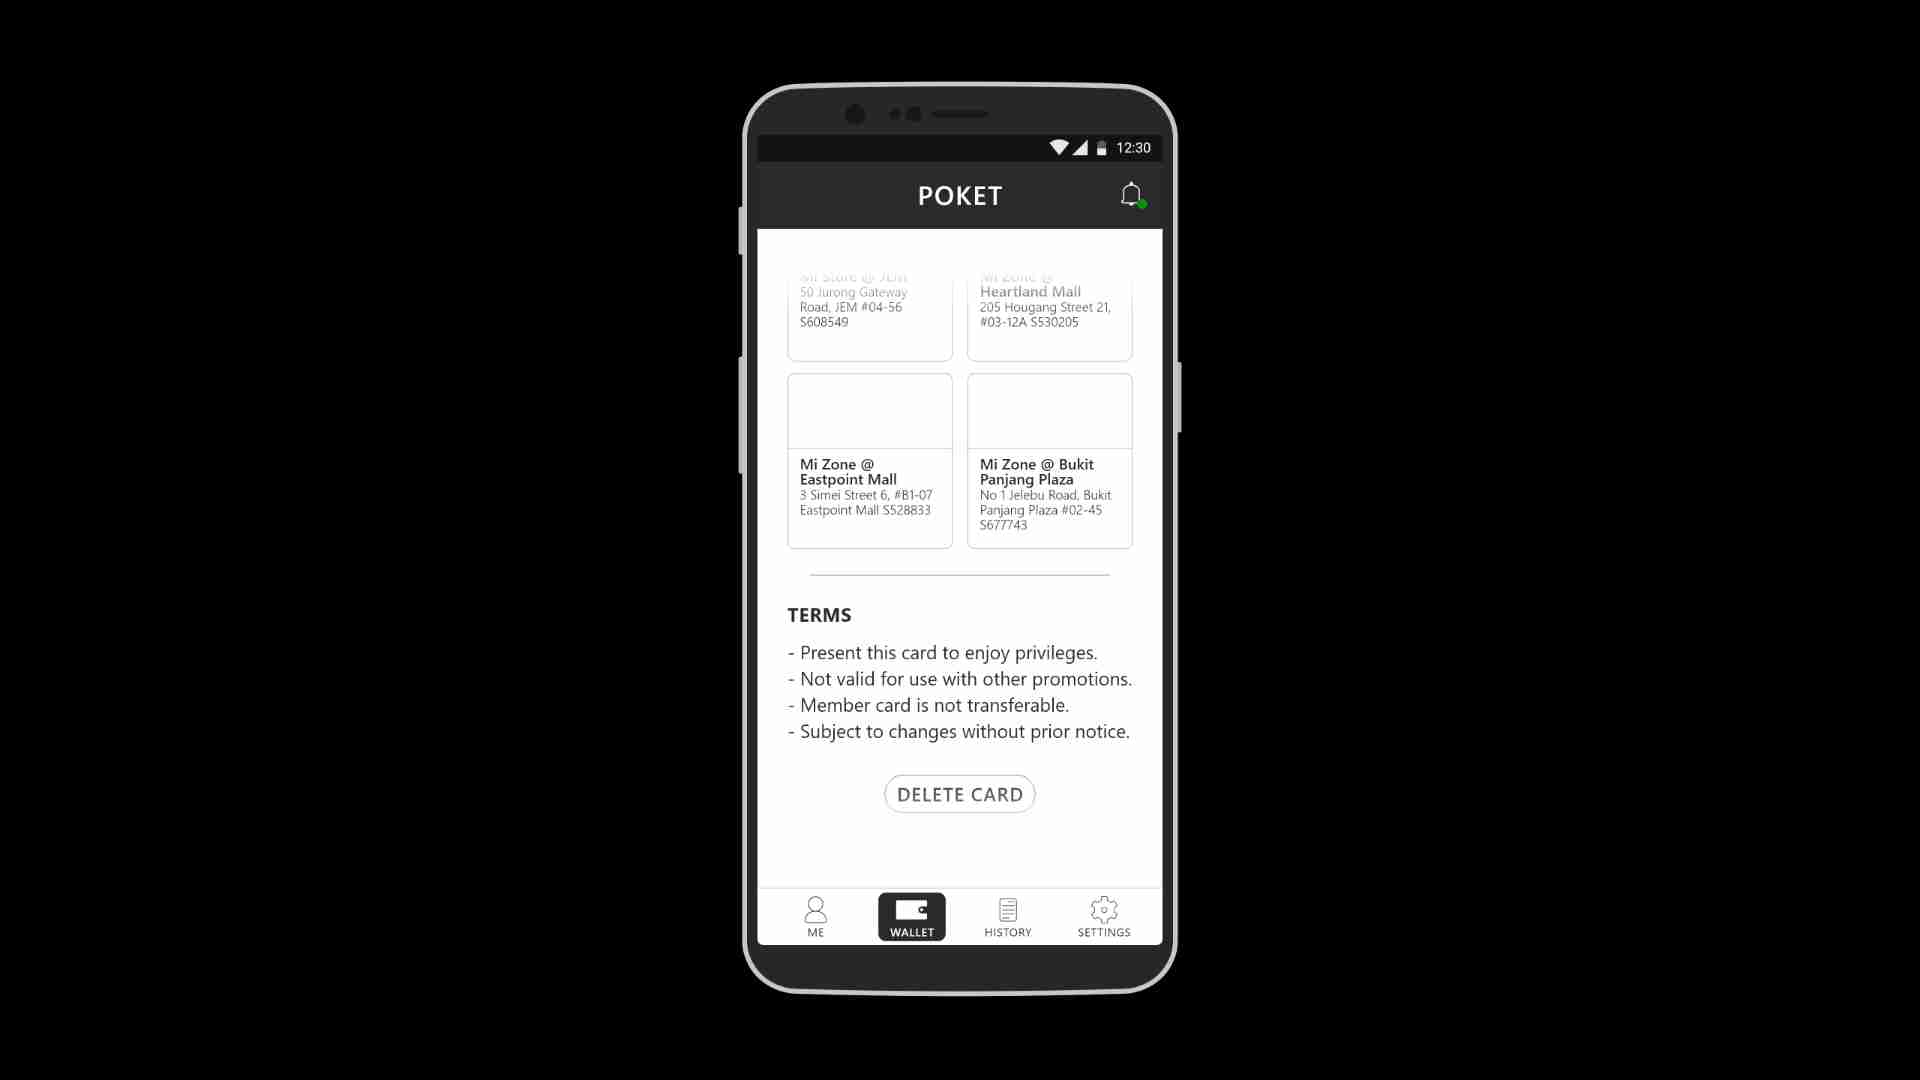 12:30
POKET
Mi Store @ JEM
50 Jurong Gateway
Road, JEM #04-56
S608549
Mi Zone @
Heartland Mall
205 Hougang Street 21,
#03-12A S530205
Mi Zone @
Eastpoint Mall
3 Simei Street 6, #B1-07
Eastpoint Mall S528833
Mi Zone @ Bukit
Panjang Plaza
No 1 Jelebu Road, Bukit
Panjang Plaza #02-45
S677743
TERMS
- Present this card to enjoy privileges.
- Not valid for use with other promotions.
- Member card is not transferable.
- Subject to changes without prior notice.
DELETE CARD
ME
WALLET
HISTORY
SETTINGS